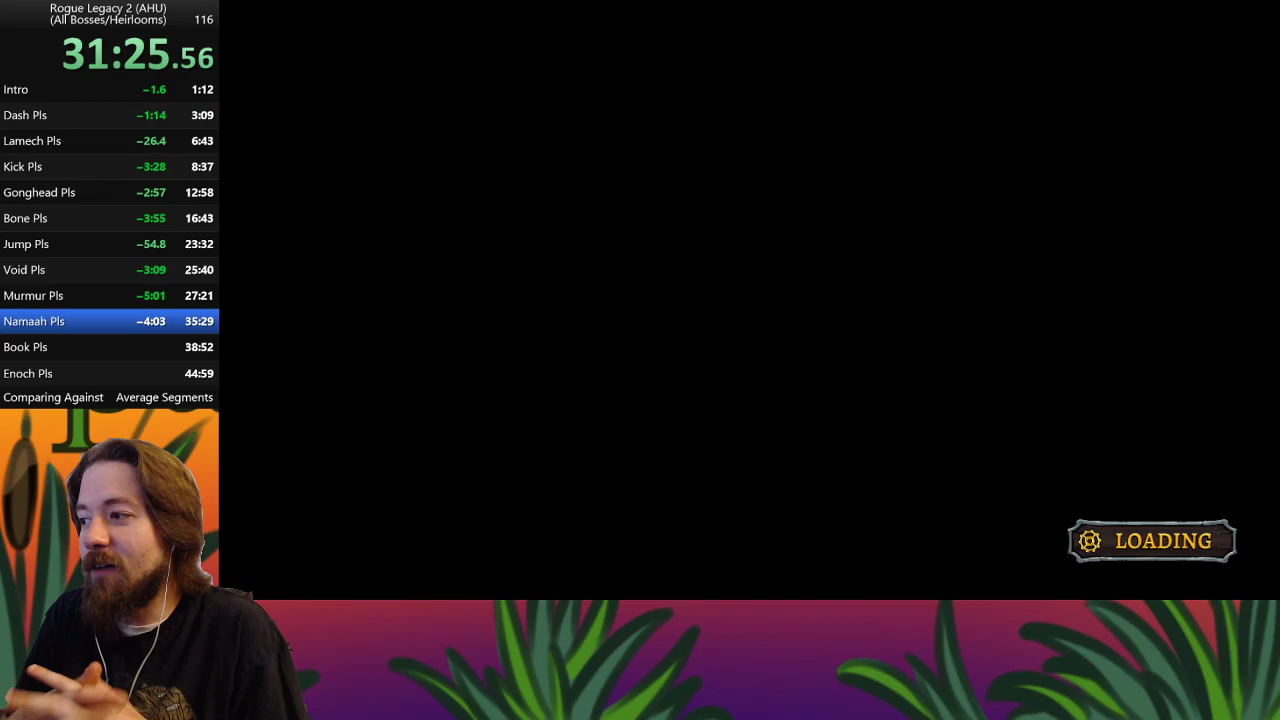 Rogue Legacy 2 (AHU)
(All Bosses/Heirlooms) 116
31:25.56
Intro −1.6 1:12
Dash Pls −1:14 3:09
Lamech Pls −26.4 6:43
Kick Pls −3:28 8:37
Gonghead Pls −2:57 12:58
Bone Pls −3:55 16:43
Jump Pls −54.8 23:32
Void Pls −3:09 25:40
Murmur Pls −5:01 27:21
Namaah Pls −4:03 35:29
Book Pls 38:52
Enoch Pls 44:59
Comparing Against Average Segments
LOADING